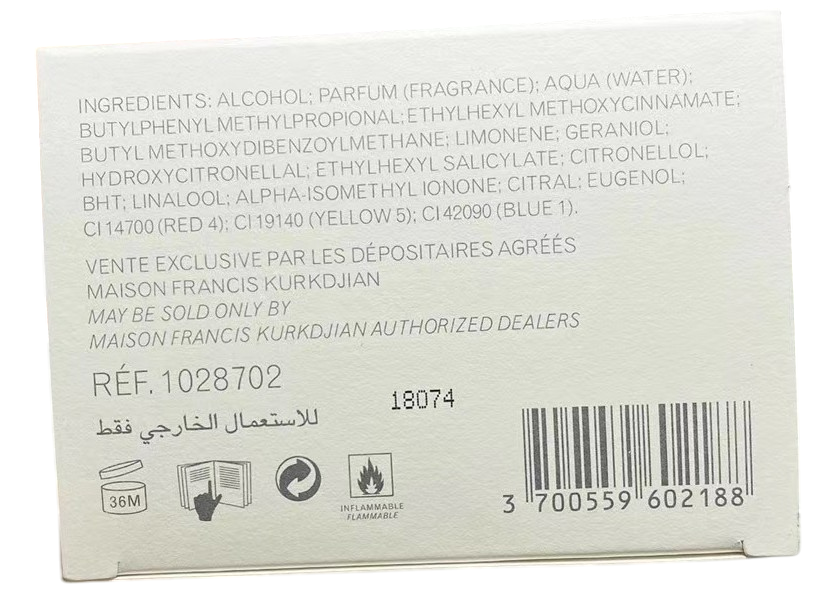 INGREDIENTS: ALCOHOL; PARFUM (FRAGRANCE); AQUA (WATER);
BUTYLPHENYL METHYLPROPIONAL; ETHYLHEXYL METHOXYCINNAMATE;
BUTYL METHOXYDIBENZOYLMETHANE; LIMONENE; GERANIOL;
HYDROXYCITRONELLAL; ETHYLHEXYL SALICYLATE; CITRONELLOL;
BHT; LINALOOL; ALPHA-ISOMETHYL IONONE; CITRAL; EUGENOL;
CI 14700 (RED 4); CI 19140 (YELLOW 5); CI 42090 (BLUE 1).
VENTE EXCLUSIVE PAR LES DÉPOSITAIRES AGRÉÉS
MAISON FRANCIS KURKDJIAN
MAY BE SOLD ONLY BY
MAISON FRANCIS KURKDJIAN AUTHORIZED DEALERS
RÉF. 1028702
18074
للاستعمال الخارجي فقط
36M
INFLAMMABLE
FLAMMABLE
3 700559 602188